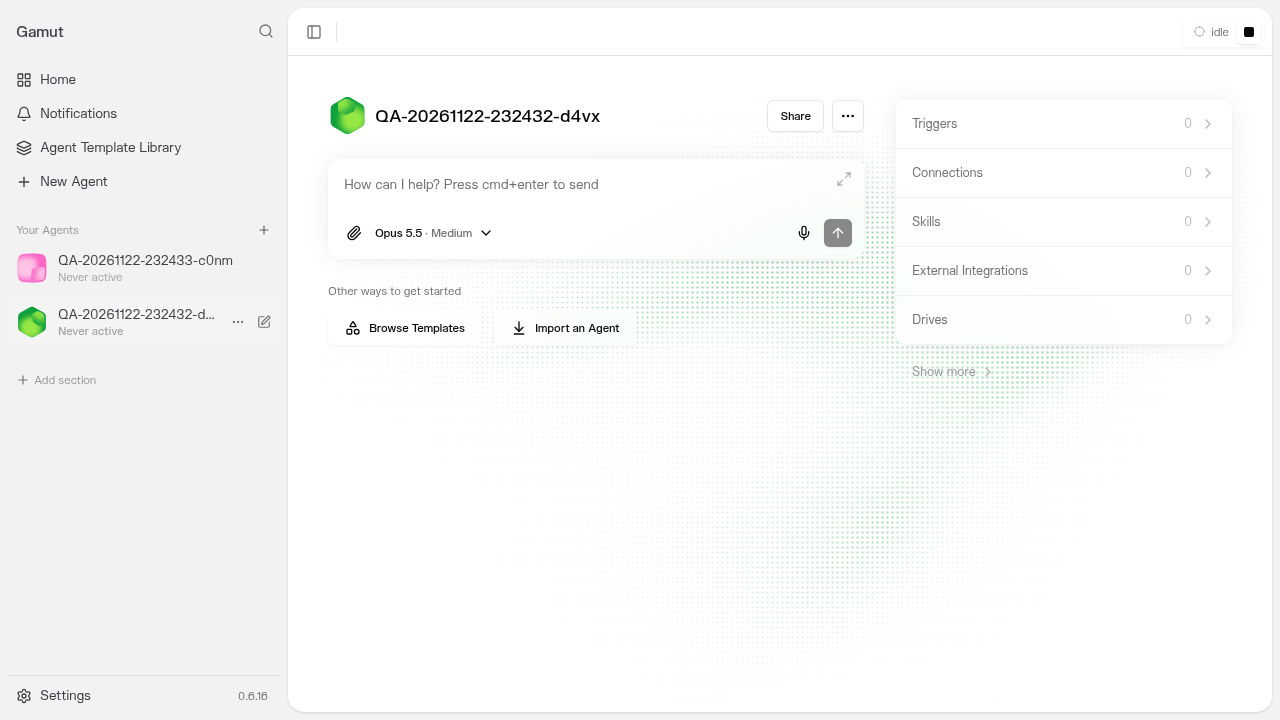 Gamut
Home
Notifications
Agent Template Library
New Agent
Your Agents
QA-20261122-232433-c0nm
Never active
QA-20261122-232432-d...
Never active
Add section
Settings
0.6.16
idle
QA-20261122-232432-d4vx
Share
How can I help? Press cmd+enter to send
Opus 5.5 · Medium
Other ways to get started
Browse Templates
Import an Agent
Triggers 0
Connections 0
Skills 0
External Integrations 0
Drives 0
Show more